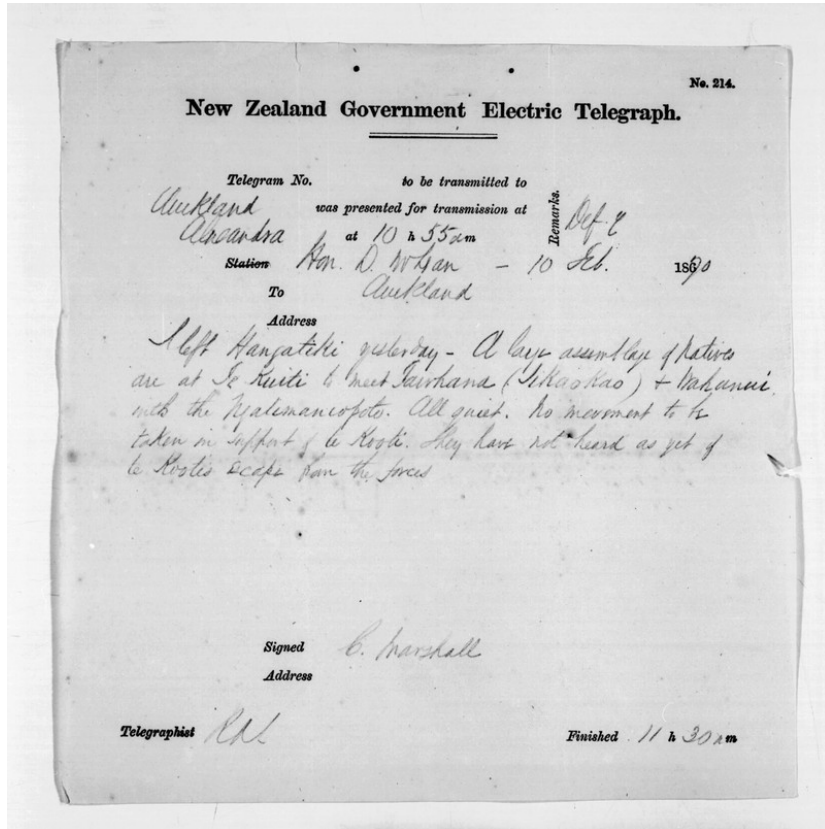 No. 214.
New Zealand Government Electric Telegraph.
Telegram No. to be transmitted to
Auckland was presented for transmission at
Alexandra at 10 h 55 am
Remarks.
Station Hon. D. McLean - 10 Feb. 1870
To Auckland
Address
I left Hangatiki yesterday - A large assemblage of Natives
are at Te Kuiti to meet Tawhana (Tikaokao) & Wahanui
with the Ngatimaniopoto. All quiet. No movement to be
taken in support of te Kooti. They have not heard as yet of
te Kootis escape from the forces
Signed C. Marshall
Address
Telegraphist
Finished 11 h 30 am